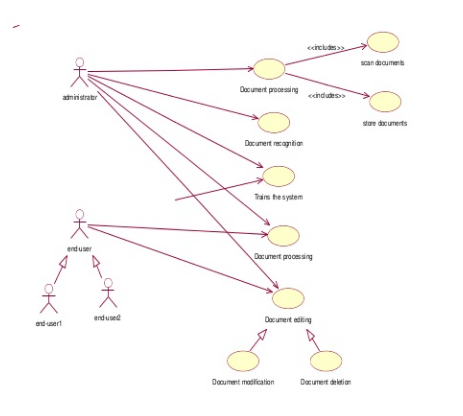 <<includes>>
scan documents
administrator
Document processing
<<includes>>
store documents
Document recognition
Trains the system
end-user
Document processing
end-user1
end-used2
Document editing
Document modification
Document deletion